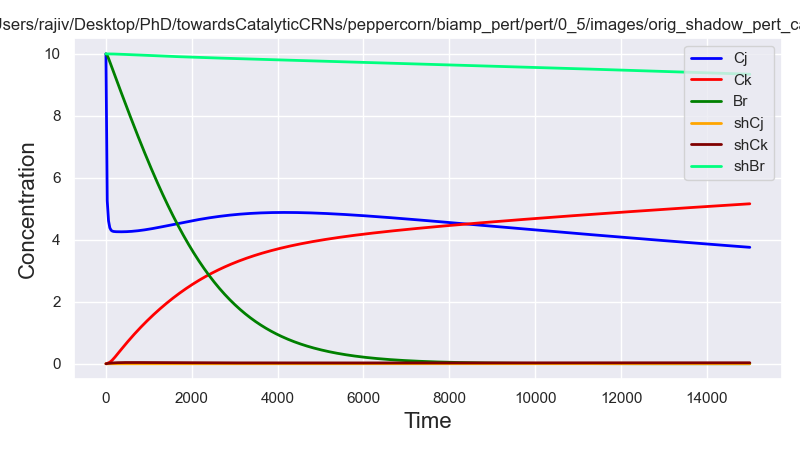 Users/rajiv/Desktop/PhD/towardsCatalyticCRNs/peppercorn/biamp_pert/pert/0_5/images/orig_shadow_pert_ca
Concentration
10
8
6
4
2
0
0 2000 4000 6000 8000 10000 12000 14000
Time
Cj
Ck
Br
shCj
shCk
shBr